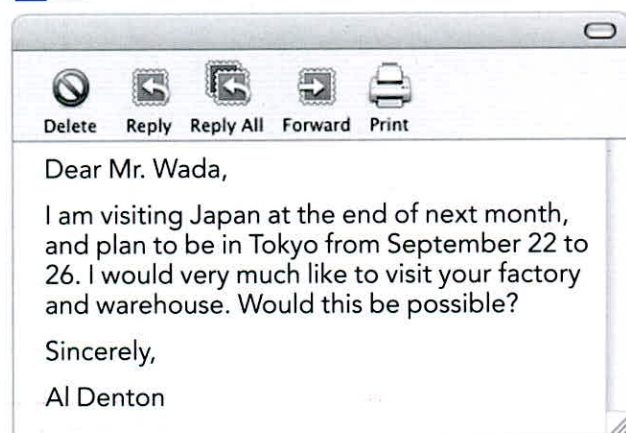 Delete Reply Reply All Forward Print
Dear Mr. Wada,
I am visiting Japan at the end of next month,
and plan to be in Tokyo from September 22 to
26. I would very much like to visit your factory
and warehouse. Would this be possible?
Sincerely,
Al Denton